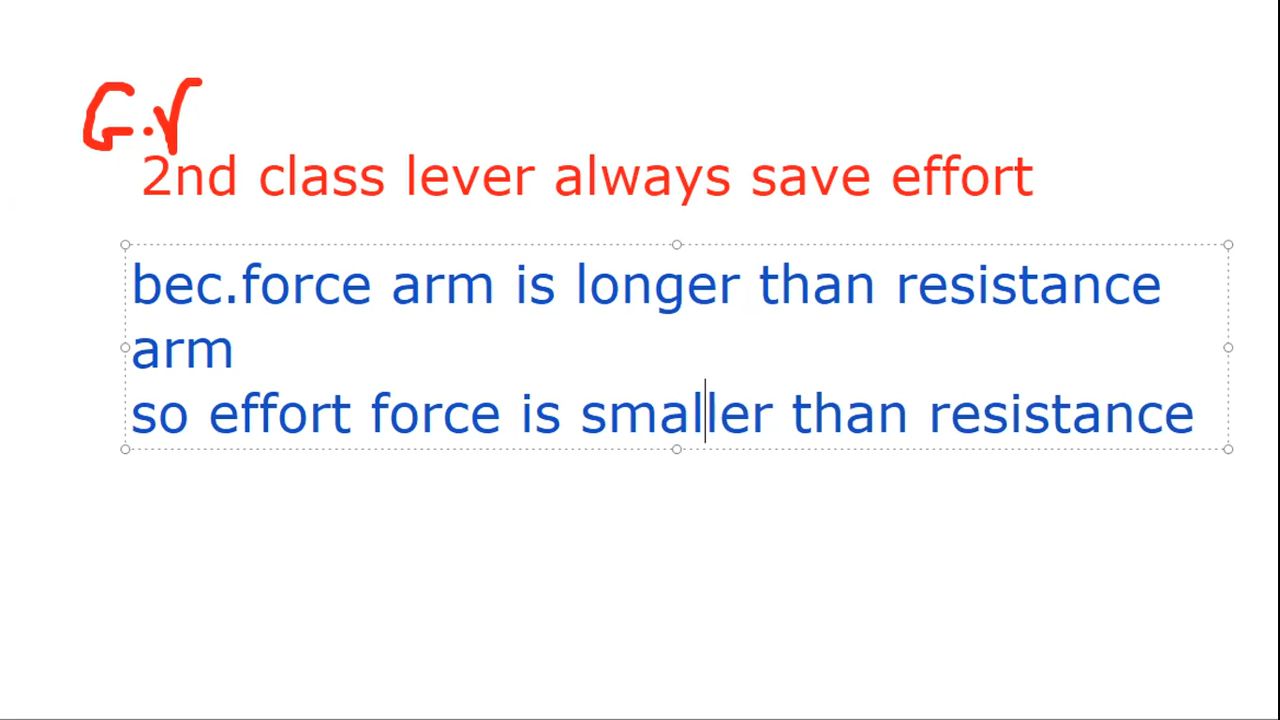 G.R
2nd class lever always save effort
bec.force arm is longer than resistance
arm
so effort force is smaller than resistance